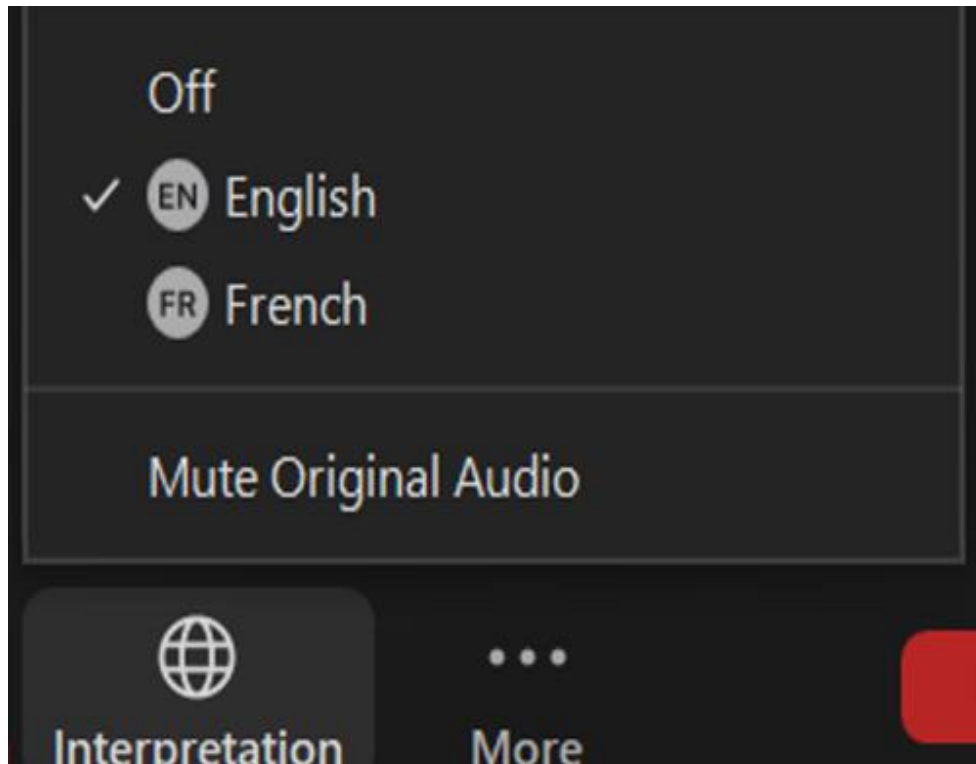 Off
EN English
FR French
Mute Original Audio
Interpretation
More